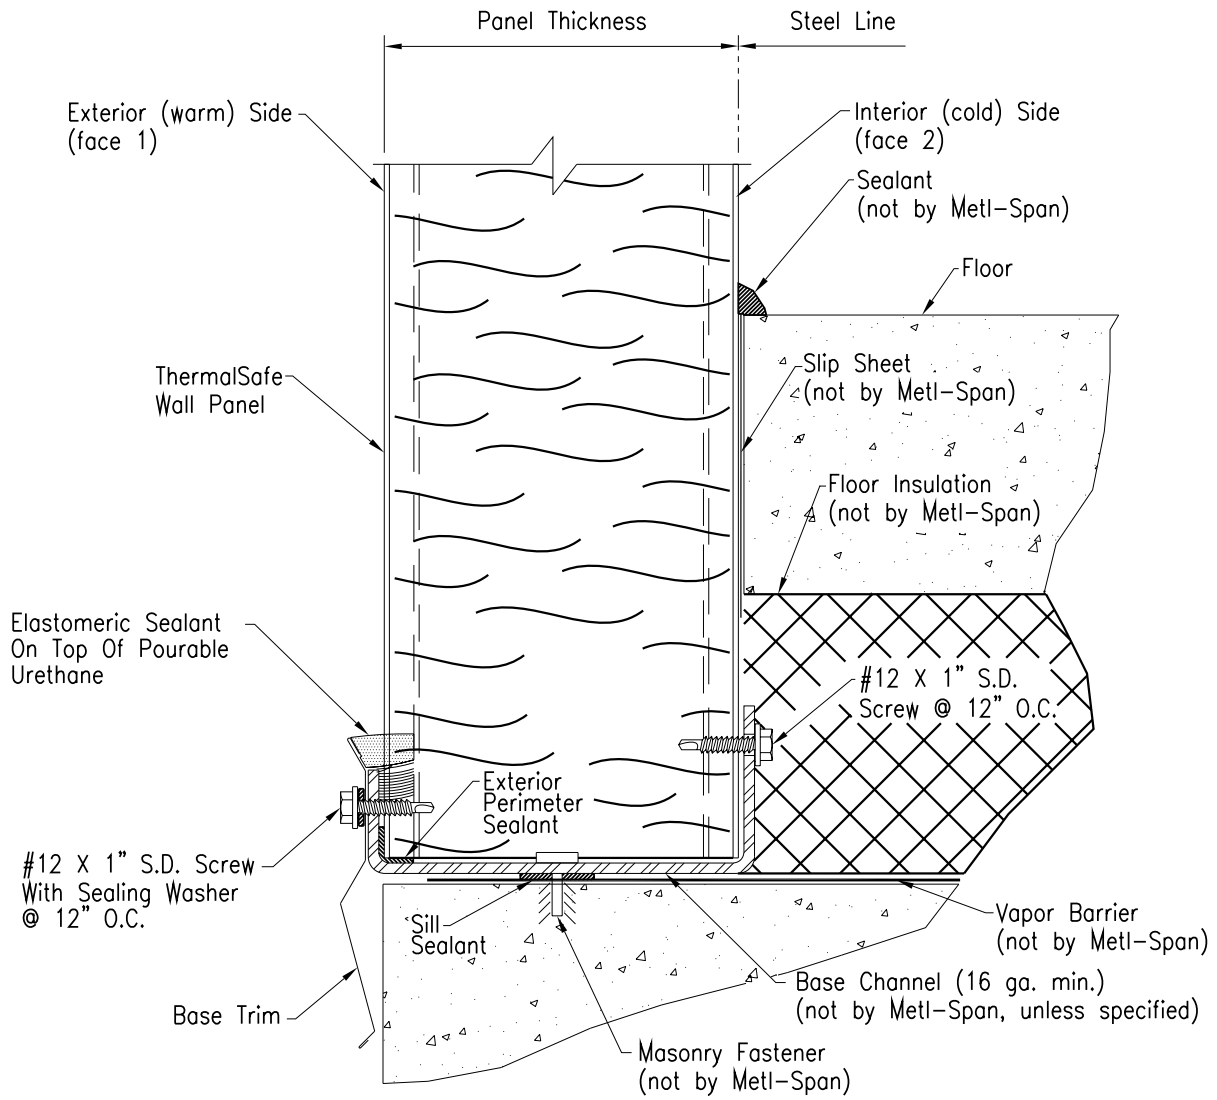 Panel Thickness
Steel Line
Exterior (warm) Side
(face 1)
Interior (cold) Side
(face 2)
Sealant
(not by Metl-Span)
Floor
ThermalSafe
Wall Panel
Slip Sheet
(not by Metl-Span)
Floor Insulation
(not by Metl-Span)
Elastomeric Sealant
On Top Of Pourable
Urethane
#12 X 1" S.D.
Screw @ 12" O.C.
Exterior
Perimeter
Sealant
#12 X 1" S.D. Screw
With Sealing Washer
@ 12" O.C.
Sill
Sealant
Vapor Barrier
(not by Metl-Span)
Base Channel (16 ga. min.)
(not by Metl-Span, unless specified)
Base Trim
Masonry Fastener
(not by Metl-Span)